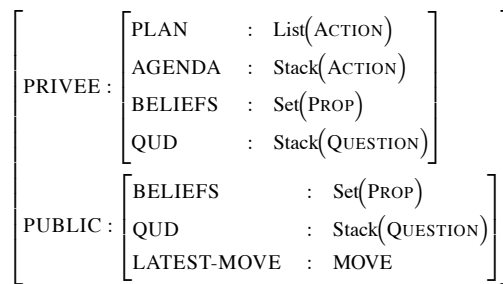 PLAN : List(ACTION)
AGENDA : Stack(ACTION)
PRIVEE : BELIEFS : Set(PROP)
QUD : Stack(QUESTION)
BELIEFS : Set(PROP)
PUBLIC : QUD : Stack(QUESTION)
LATEST-MOVE : MOVE